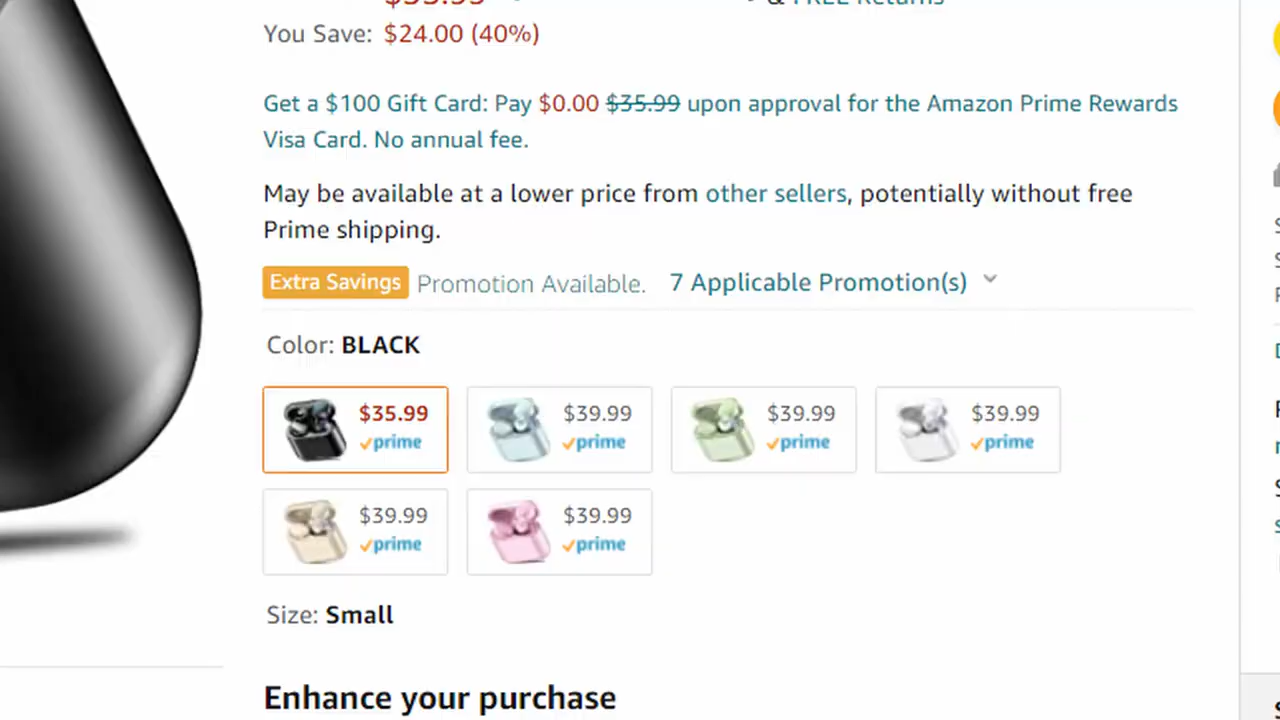 You Save: $24.00 (40%)
Get a $100 Gift Card: Pay $0.00 $35.99 upon approval for the Amazon Prime Rewards
Visa Card. No annual fee.
May be available at a lower price from other sellers, potentially without free
Prime shipping.
Extra Savings Promotion Available. 7 Applicable Promotion(s)
Color: BLACK
$35.99 $39.99 $39.99 $39.99
prime prime prime prime
$39.99 $39.99
prime prime
Size: Small
Enhance your purchase